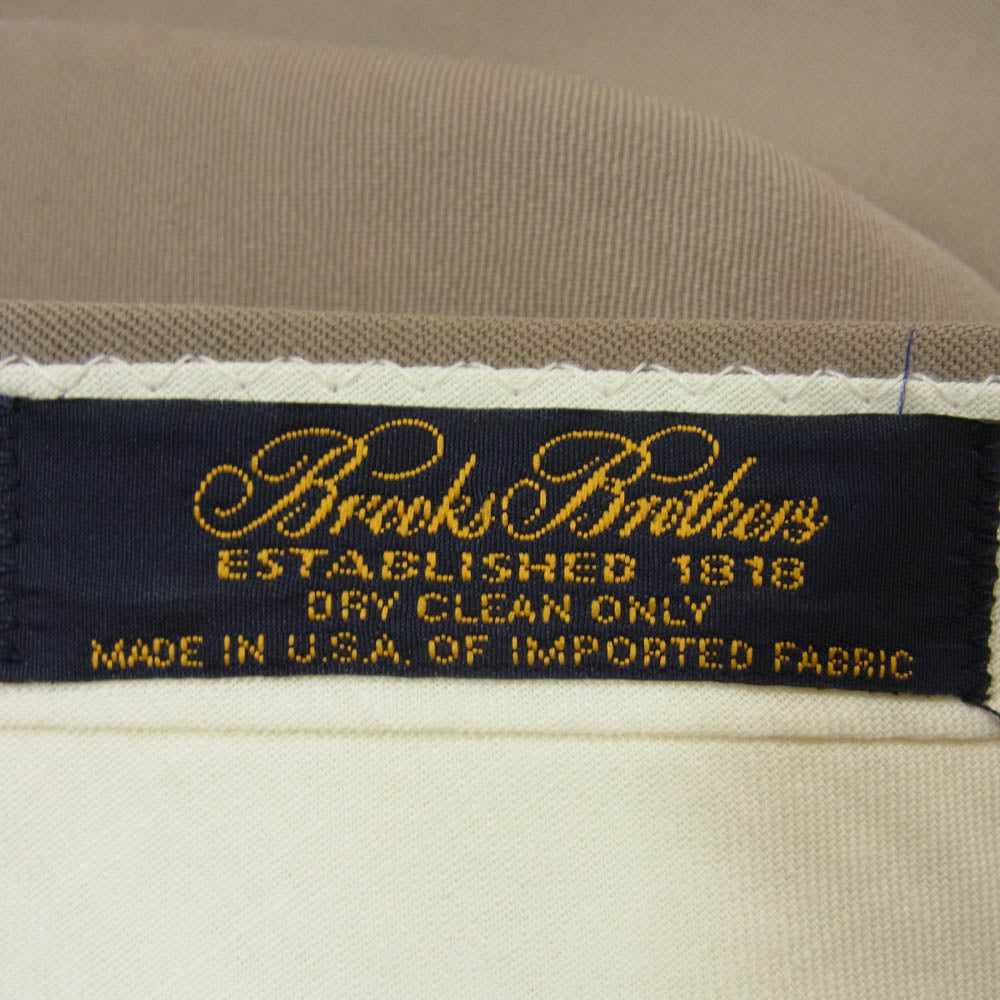 Brooks Brothers
ESTABLISHED 1818
DRY CLEAN ONLY
MADE IN U.S.A. OF IMPORTED FABRIC